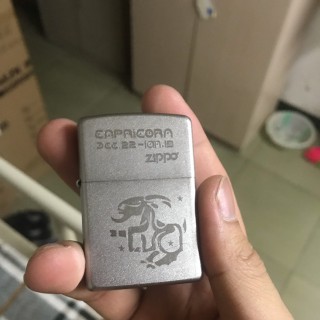 CAPRICORN
DEC 22 - JAN. 19
zippo